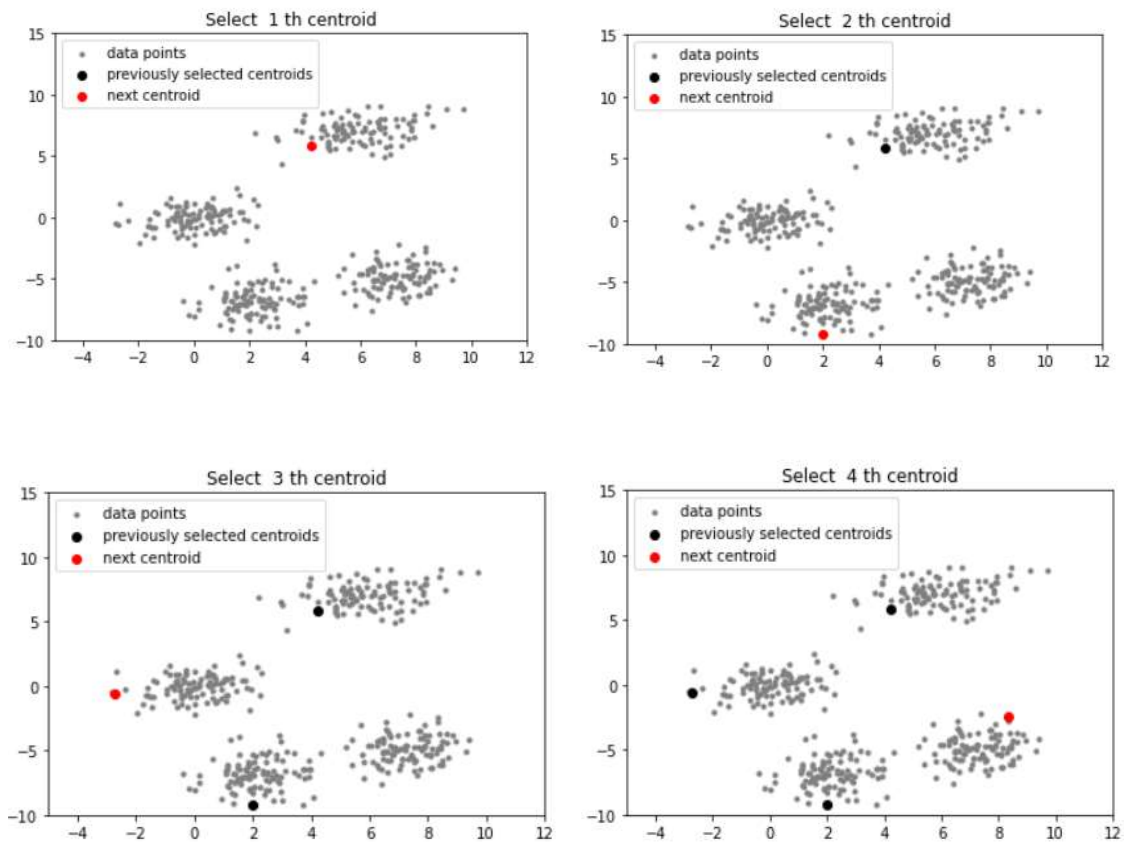 Select  1 th centroid
15
10
5
0
−5
−10
data points
previously selected centroids
next centroid
−4 −2 0 2 4 6 8 10 12
Select  2 th centroid
15
10
5
0
−5
−10
data points
previously selected centroids
next centroid
−4 −2 0 2 4 6 8 10 12
Select  3 th centroid
15
10
5
0
−5
−10
data points
previously selected centroids
next centroid
−4 −2 0 2 4 6 8 10 12
Select  4 th centroid
15
10
5
0
−5
−10
data points
previously selected centroids
next centroid
−4 −2 0 2 4 6 8 10 12